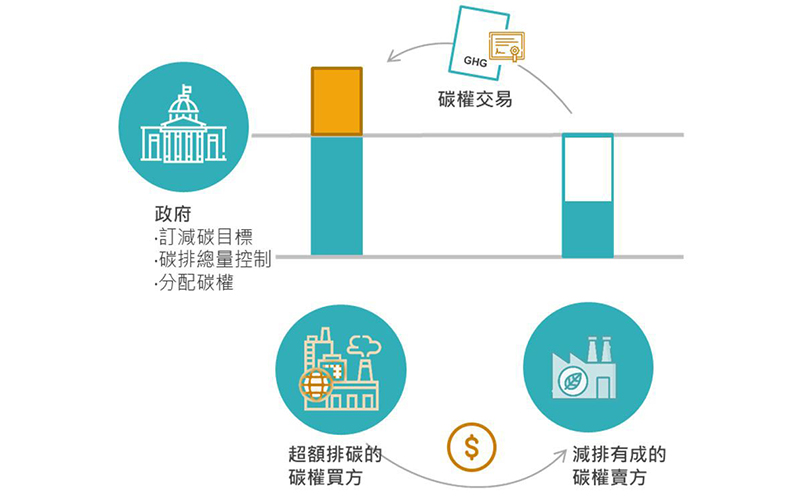 GHG
碳權交易
政府
·訂減碳目標
·碳排總量控制
·分配碳權
$
超額排碳的
碳權買方
減排有成的
碳權賣方